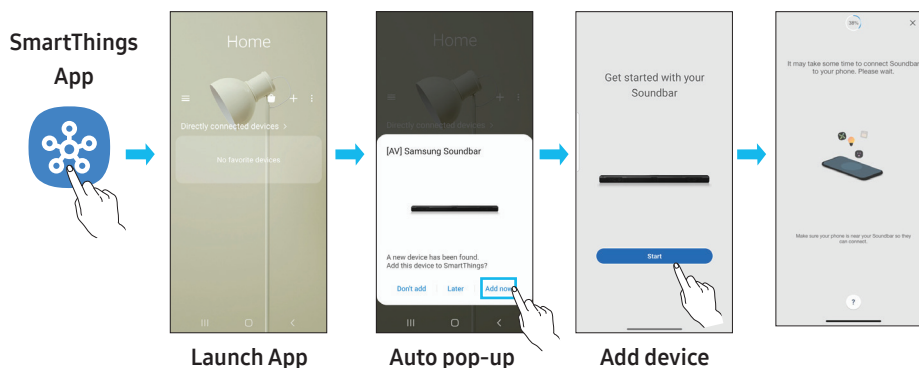 SmartThings
App
Home
Directly connected devices >
No favorite devices
Launch App
Home
Directly connected devices >
[AV] Samsung Soundbar
A new device has been found.
Add this device to SmartThings?
Don't add Later Add now
Auto pop-up
Get started with your
Soundbar
Start
Add device
38%
It may take some time to connect Soundbar
to your phone. Please wait.
Make sure your phone is near your Soundbar so they
can connect.
?